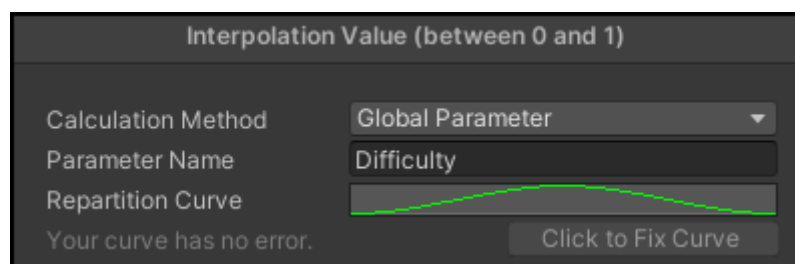 Interpolation Value (between 0 and 1)
Calculation Method Global Parameter
Parameter Name Difficulty
Repartition Curve
Your curve has no error. Click to Fix Curve